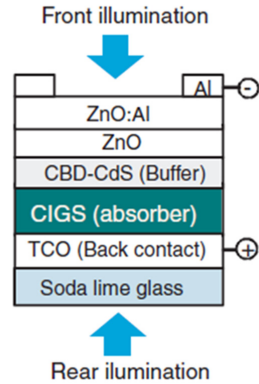 Front illumination
Al
-
ZnO:Al
ZnO
CBD-CdS (Buffer)
CIGS (absorber)
TCO (Back contact)
+
Soda lime glass
Rear ilumination